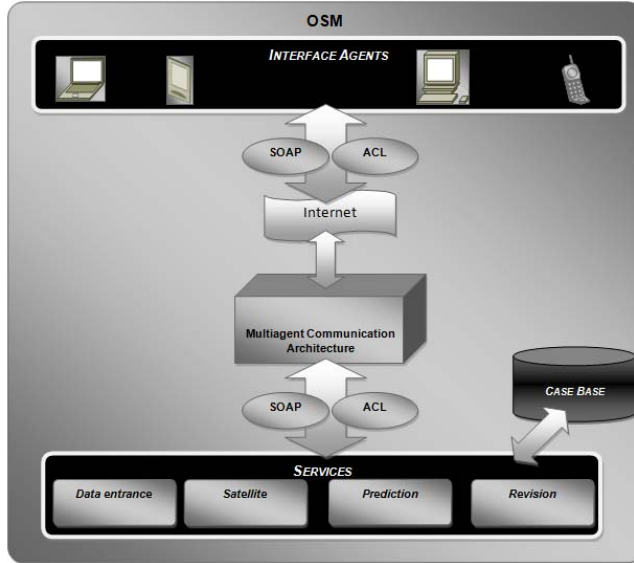 OSM
INTERFACE AGENTS
SOAP
ACL
Internet
Multiagent Communication
Architecture
SOAP
ACL
CASE BASE
SERVICES
Data entrance
Satellite
Prediction
Revision